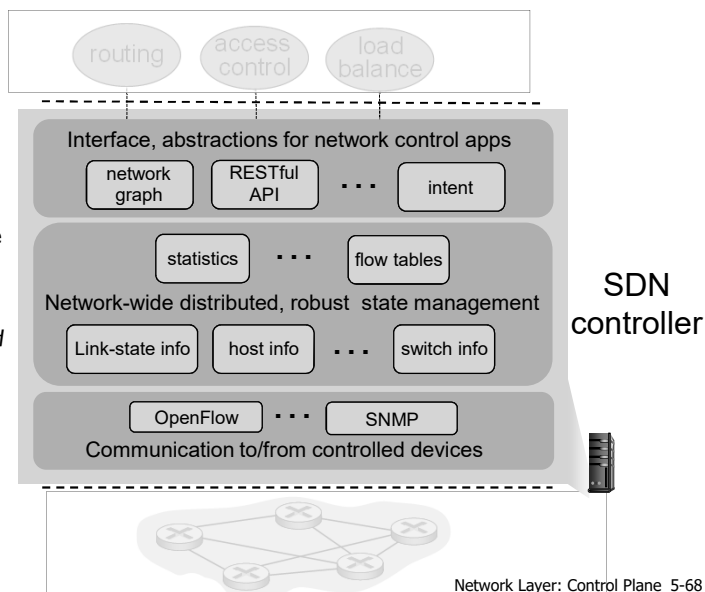 routing
access
control
load
balance
Interface, abstractions for network control apps
network
graph
RESTful
API
...
intent
e
statistics
...
flow tables
Network-wide distributed, robust state management
d
Link-state info
host info
...
switch info
SDN
controller
OpenFlow
...
SNMP
Communication to/from controlled devices
Network Layer: Control Plane 5-68